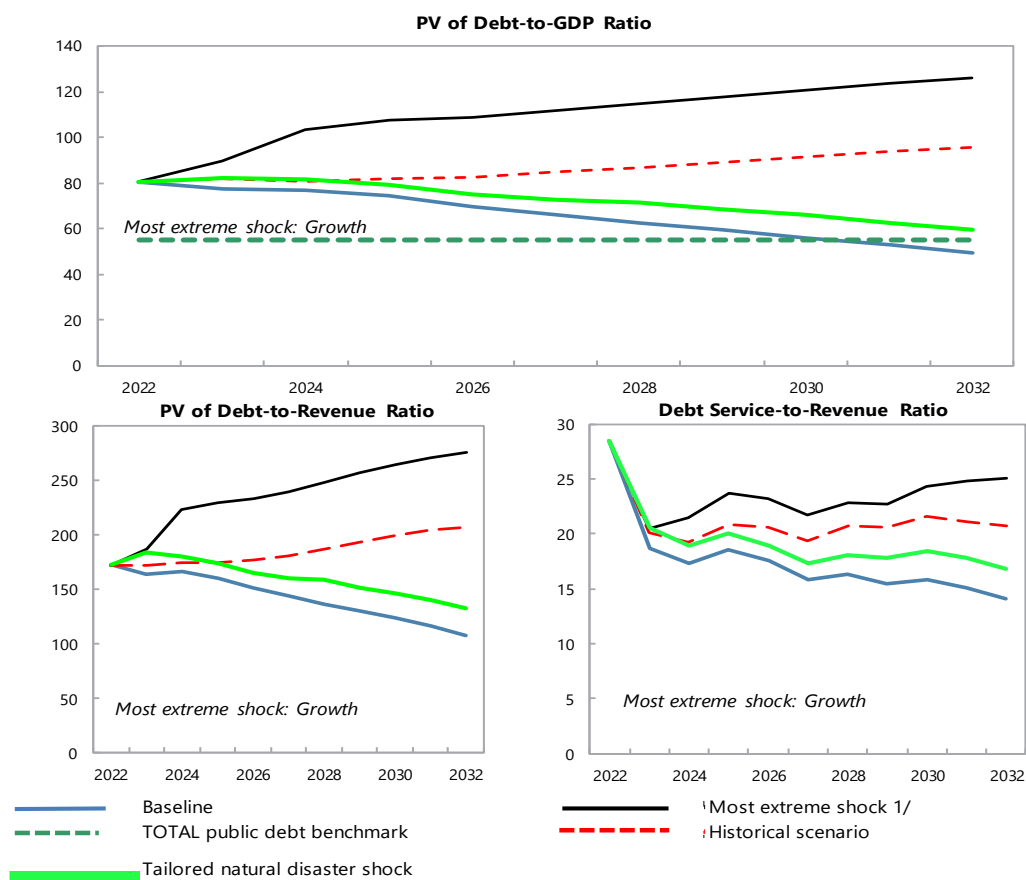 PV of Debt-to-GDP Ratio
140
120
100
80
60
40
20
0
Most extreme shock: Growth
2022 2024 2026 2028 2030 2032
PV of Debt-to-Revenue Ratio
300
250
200
150
100
50
0
Most extreme shock: Growth
2022 2024 2026 2028 2030 2032
Debt Service-to-Revenue Ratio
30
25
20
15
10
5
0
Most extreme shock: Growth
2022 2024 2026 2028 2030 2032
Baseline
TOTAL public debt benchmark
Tailored natural disaster shock
Most extreme shock 1/
Historical scenario